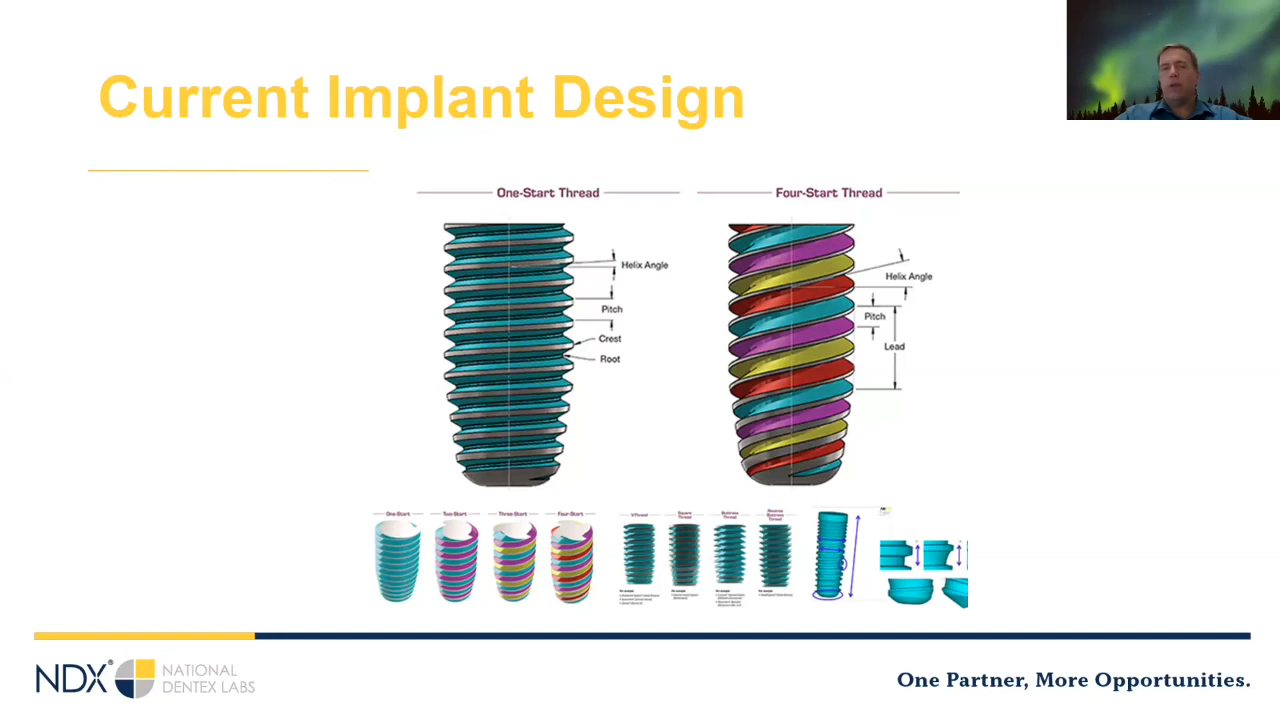 Current Implant Design
One-Start Thread
Four-Start Thread
Helix Angle
Pitch
Crest
Root
Helix Angle
Pitch
Lead
One-Start
Two-Start
Three-Start
Four-Start
V-Thread
Square
Thread
Buttress
Thread
Reverse
Buttress
Thread
NDX®
NATIONAL
DENTEX LABS
One Partner, More Opportunities.